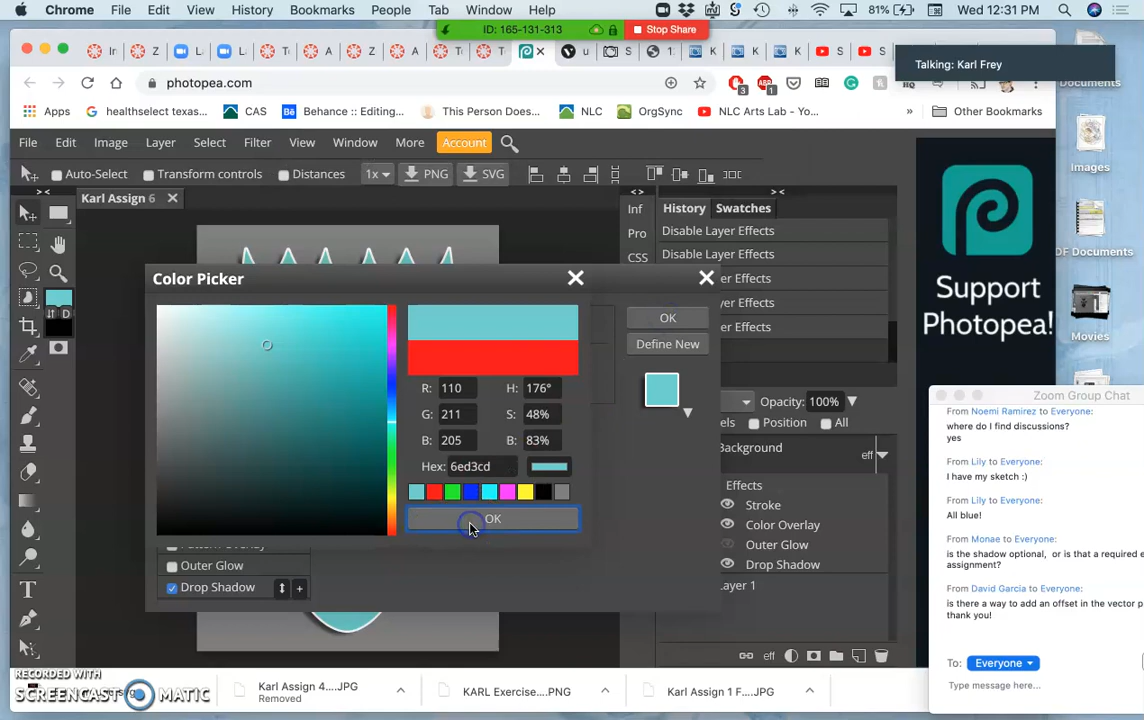 Chrome File Edit View History Bookmarks People Tab Window Help 81% Wed 12:31 PM
ID: 165-131-313 Stop Share
Talking: Karl Frey
photopea.com
Apps healthselect texas... CAS Behance :: Editing... This Person Does... NLC OrgSync NLC Arts Lab - Yo... » Other Bookmarks
File Edit Image Layer Select Filter View Window More Account
Auto-Select Transform controls Distances 1x PNG SVG
Karl Assign 6
Inf
Pro
CSS
History Swatches
Disable Layer Effects
Disable Layer Effects
r Effects
r Effects
r Effects
Color Picker
OK
Define New
R: 110 H: 176°
G: 211 S: 48%
B: 205 B: 83%
Hex: 6ed3cd
OK
Opacity: 100%
els Position All
Background eff
Effects
Stroke
Color Overlay
Outer Glow
Drop Shadow
ayer 1
Pattern Overlay
Outer Glow
Drop Shadow
eff
Support
Photopea!
Documents
Images
DF Documents
Movies
Zoom Group Chat
From Noemi Ramirez to Everyone:
where do I find discussions?
yes
From Lily to Everyone:
I have my sketch :)
From Lily to Everyone:
All blue!
From Monae to Everyone:
is the shadow optional, or is that a required e
assignment?
From David Garcia to Everyone:
is there a way to add an offset in the vector p
thank you!
To: Everyone
Type message here...
RECORDED WITH
SCREENCAST MATIC
Karl Assign 4....JPG
Removed
KARL Exercise....PNG
Karl Assign 1 F....JPG